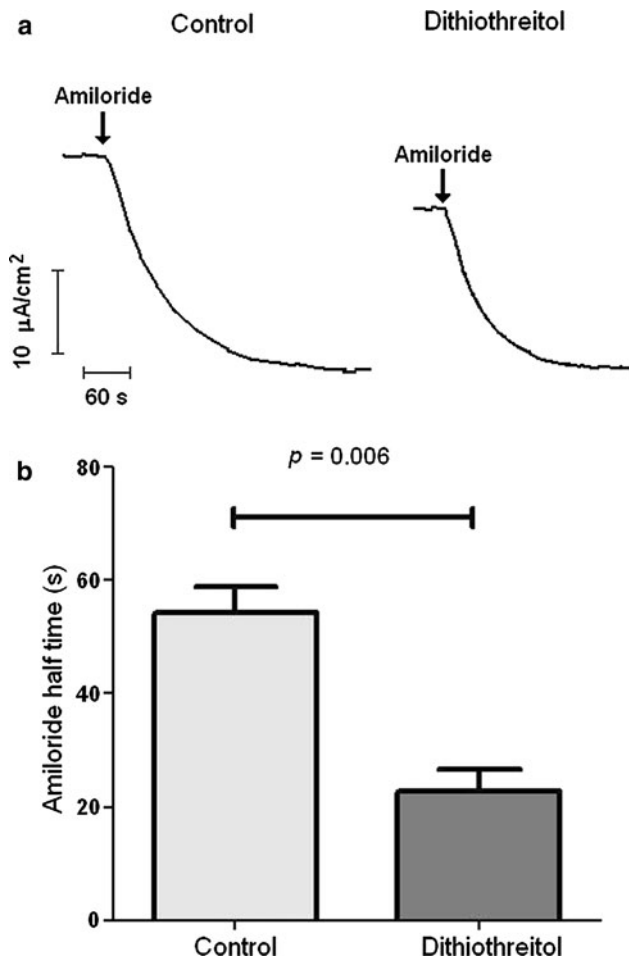 a
Control
Dithiothreitol
Amiloride
Amiloride
10 µA/cm²
60 s
b
p = 0.006
80
60
40
20
0
Amiloride half time (s)
Control
Dithiothreitol